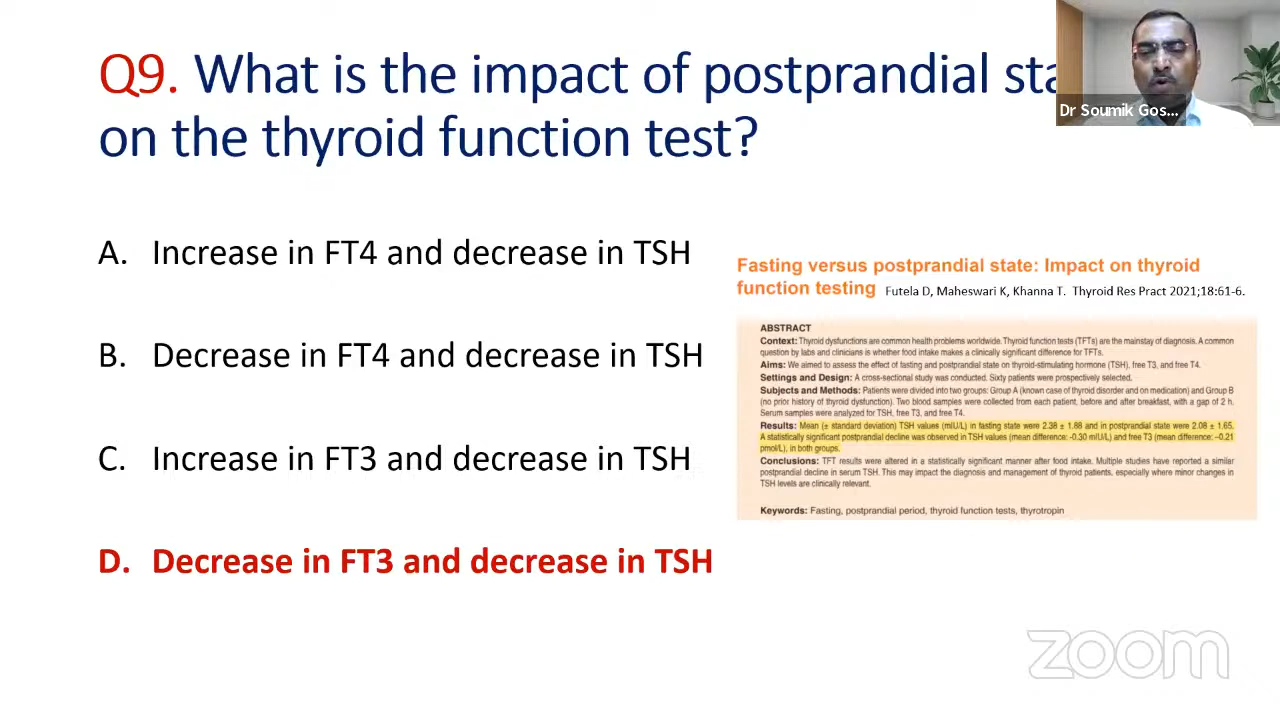 Q9. What is the impact of postprandial sta
on the thyroid function test?
Dr Soumik Gos...
A. Increase in FT4 and decrease in TSH
B. Decrease in FT4 and decrease in TSH
C. Increase in FT3 and decrease in TSH
D. Decrease in FT3 and decrease in TSH
Fasting versus postprandial state: Impact on thyroid
function testing Futela D, Maheswari K, Khanna T. Thyroid Res Pract 2021;18:61-6.
ABSTRACT
Context: Thyroid dysfunctions are common health problems worldwide. Thyroid function tests (TFTs) are the mainstay of diagnosis. A common
question by labs and clinicians is whether food intake makes a clinically significant difference for TFTs.
Aims: We aimed to assess the effect of fasting and postprandial state on thyroid-stimulating hormone (TSH), free T3, and free T4.
Settings and Design: A cross-sectional study was conducted. Sixty patients were prospectively selected.
Subjects and Methods: Patients were divided into two groups: Group A (known case of thyroid disorder and on medication) and Group B
(no prior history of thyroid dysfunction). Two blood samples were collected from each patient, before and after breakfast, with a gap of 2 h.
Serum samples were analyzed for TSH, free T3, and free T4.
Results: Mean (± standard deviation) TSH values (mIU/L) in fasting state were 2.38 ± 1.88 and in postprandial state were 2.08 ± 1.65.
A statistically significant postprandial decline was observed in TSH values (mean difference: -0.30 mIU/L) and free T3 (mean difference: −0.21
pmol/L), in both groups.
Conclusions: TFT results were altered in a statistically significant manner after food intake. Multiple studies have reported a similar
postprandial decline in serum TSH. This may impact the diagnosis and management of thyroid patients, especially where minor changes in
TSH levels are clinically relevant.
Keywords: Fasting, postprandial period, thyroid function tests, thyrotropin
zoom